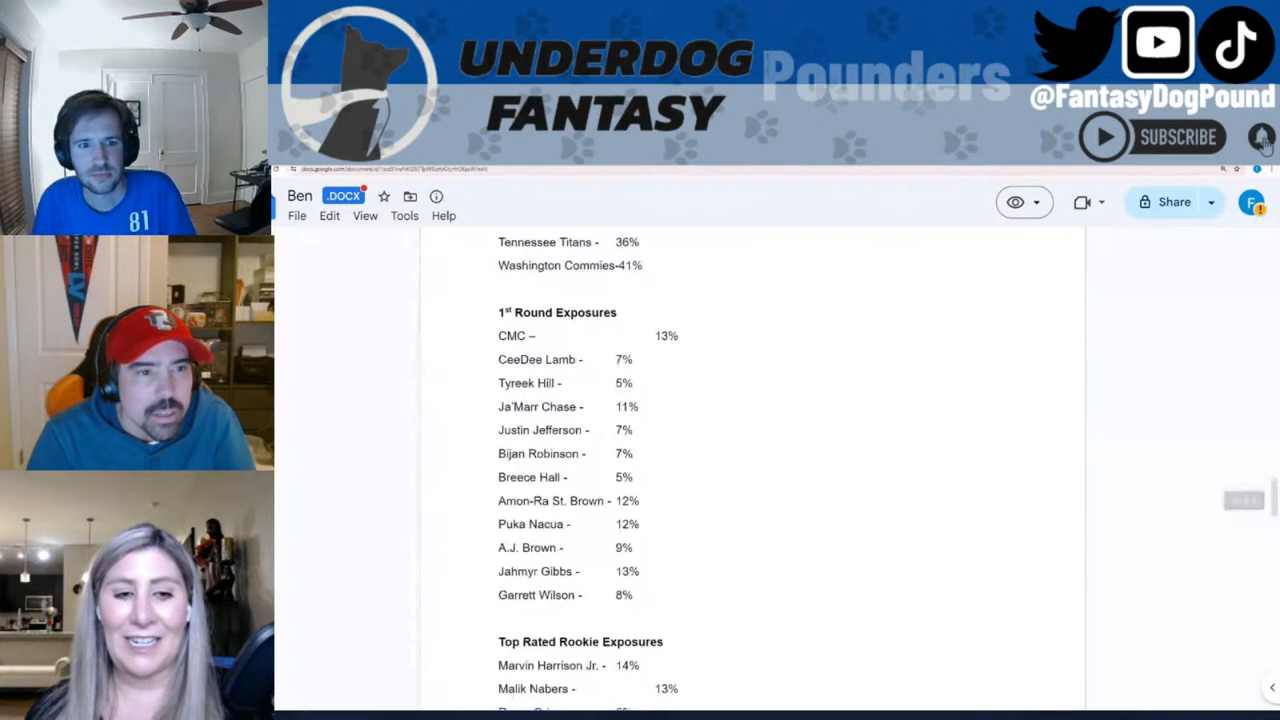 UNDERDOG
FANTASY
Pounders
@FantasyDogPound
SUBSCRIBE
Ben
.DOCX
File Edit View Tools Help
Share
F
81
LV
Tennessee Titans - 36%
Washington Commies-41%
1st Round Exposures
CMC – 13%
CeeDee Lamb - 7%
Tyreek Hill - 5%
Ja'Marr Chase - 11%
Justin Jefferson - 7%
Bijan Robinson - 7%
Breece Hall - 5%
Amon-Ra St. Brown - 12%
Puka Nacua - 12%
A.J. Brown - 9%
Jahmyr Gibbs - 13%
Garrett Wilson - 8%
Top Rated Rookie Exposures
Marvin Harrison Jr. - 14%
Malik Nabers - 13%